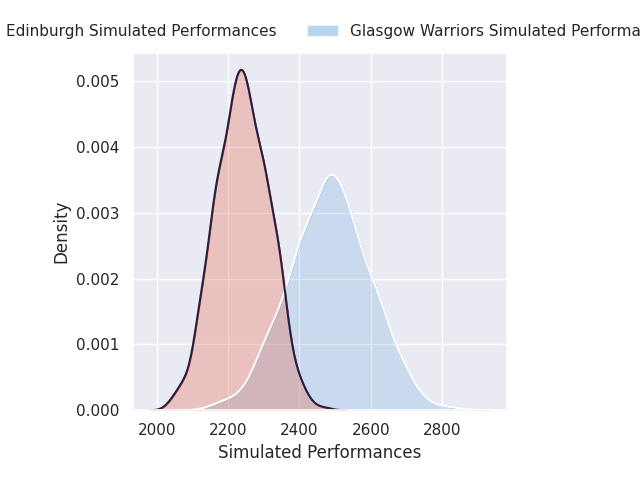 Edinburgh Simulated Performances
Glasgow Warriors Simulated Performa
0.005
0.004
0.003
0.002
0.001
0.000
Density
2000 2200 2400 2600 2800
Simulated Performances